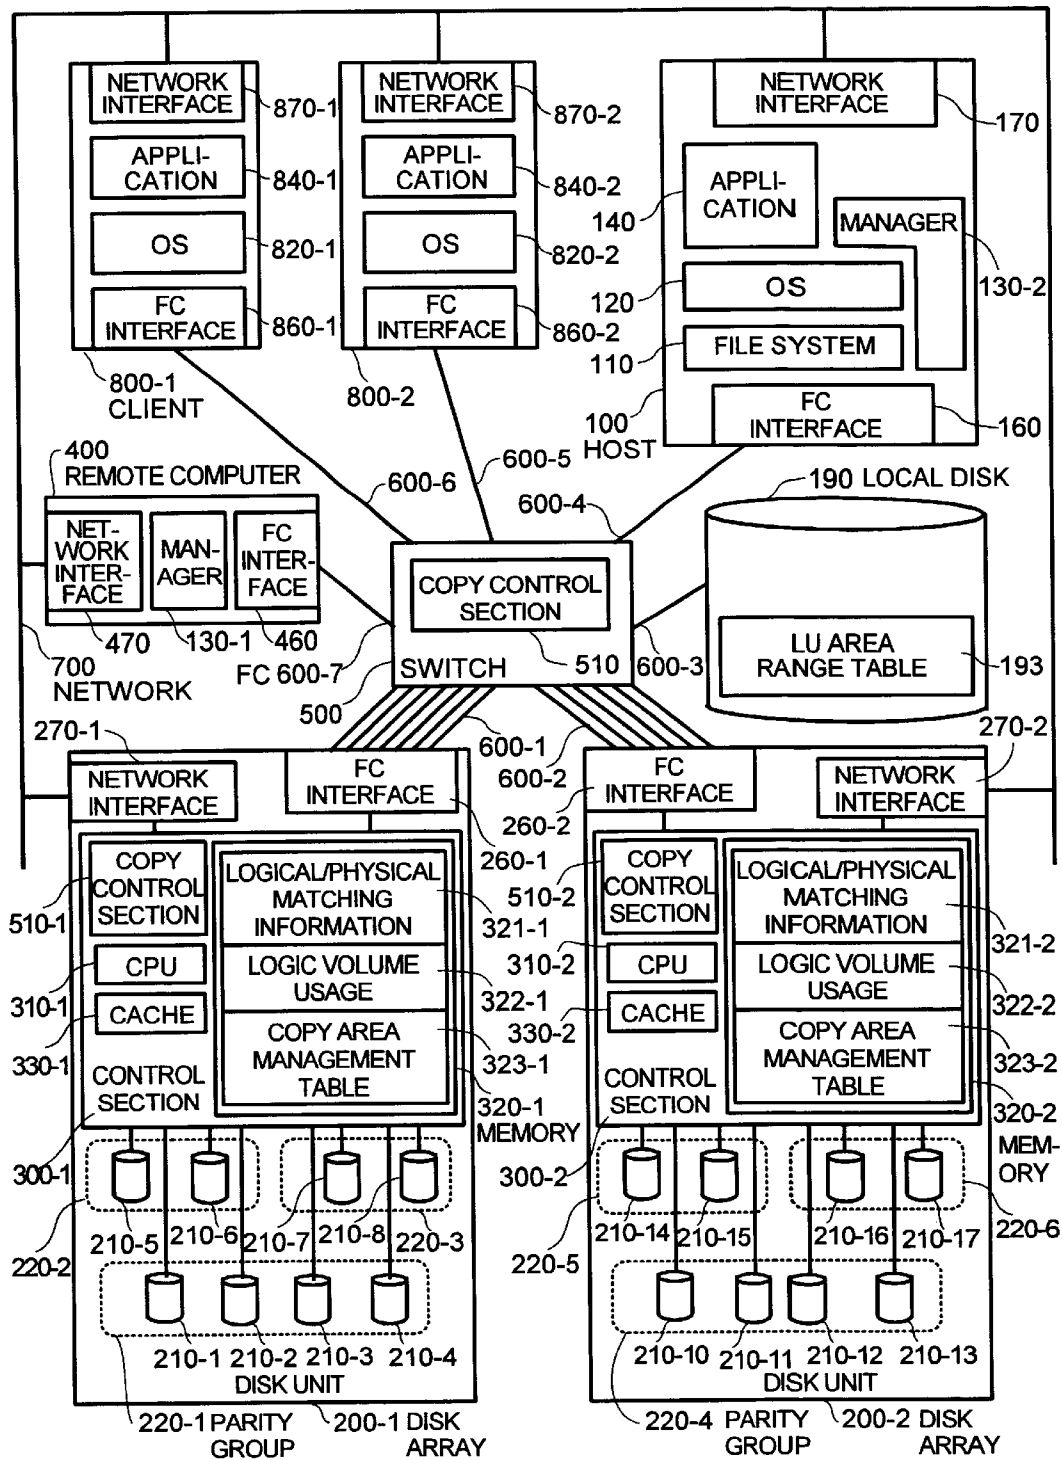 NETWORK
INTERFACE
870-1
APPLI-
CATION
840-1
OS
820-1
FC
INTERFACE
860-1
800-1
CLIENT
NETWORK
INTERFACE
870-2
APPLI-
CATION
840-2
OS
820-2
FC
INTERFACE
860-2
800-2
NETWORK
INTERFACE
170
APPLI-
CATION
140
MANAGER
130-2
OS
120
FILE SYSTEM
110
FC
INTERFACE
160
100
HOST
400
REMOTE COMPUTER
NET-
WORK
INTER-
FACE
470
MAN-
AGER
130-1
FC
INTER-
FACE
460
600-6
600-5
600-4
190 LOCAL DISK
LU AREA
RANGE TABLE
193
COPY CONTROL
SECTION
510
SWITCH
500
FC 600-7
600-3
700
NETWORK
600-1
600-2
270-1
NETWORK
INTERFACE
FC
INTERFACE
260-1
COPY
CONTROL
SECTION
510-1
CPU
310-1
CACHE
330-1
CONTROL
SECTION
300-1
LOGICAL/PHYSICAL
MATCHING
INFORMATION
321-1
LOGIC VOLUME
USAGE
322-1
COPY AREA
MANAGEMENT
TABLE
323-1
320-1
MEMORY
210-5
210-6
210-7
210-8
220-2
220-3
210-1
210-2
210-3
210-4
DISK UNIT
220-1 PARITY
GROUP
200-1 DISK
ARRAY
270-2
FC
INTERFACE
260-2
NETWORK
INTERFACE
COPY
CONTROL
SECTION
510-2
CPU
310-2
CACHE
330-2
CONTROL
SECTION
300-2
LOGICAL/PHYSICAL
MATCHING
INFORMATION
321-2
LOGIC VOLUME
USAGE
322-2
COPY AREA
MANAGEMENT
TABLE
323-2
320-2
MEM-
ORY
210-14
210-15
210-16
210-17
220-5
220-6
210-10
210-11
210-12
210-13
DISK UNIT
220-4 PARITY
GROUP
200-2 DISK
ARRAY